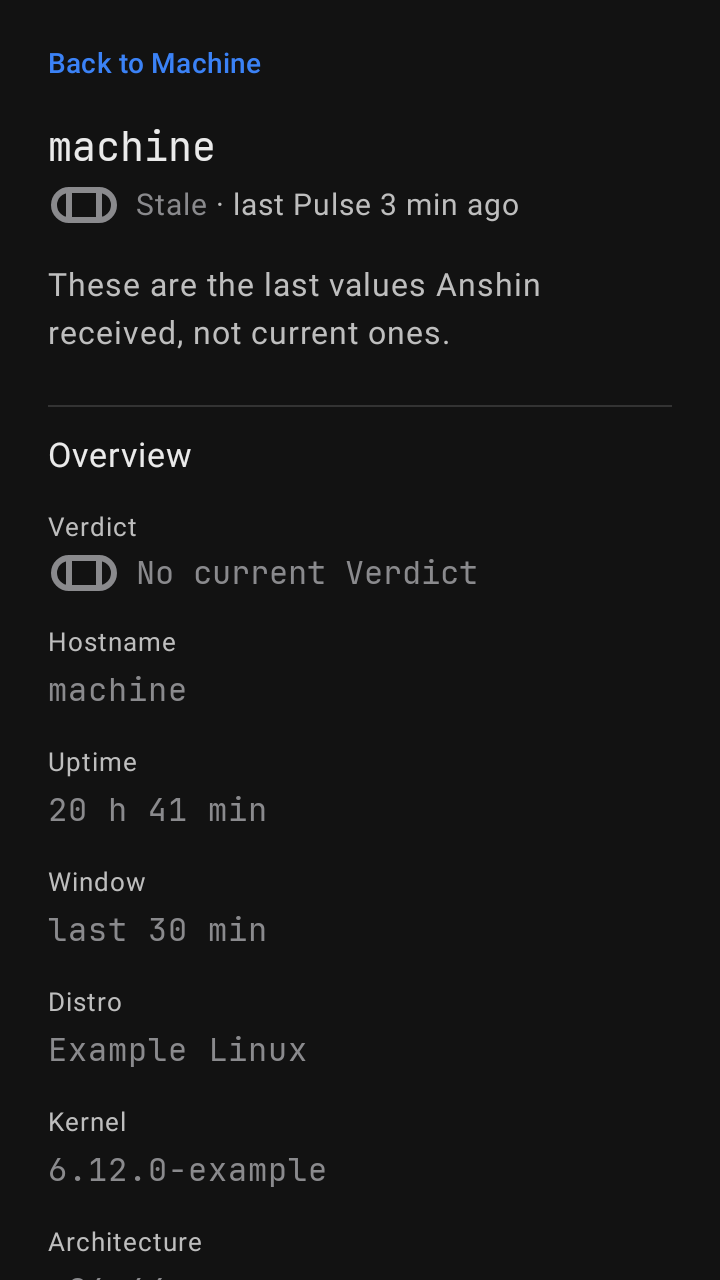 Back to Machine
machine
Stale · last Pulse 3 min ago
These are the last values Anshin
received, not current ones.
Overview
Verdict
No current Verdict
Hostname
machine
Uptime
20 h 41 min
Window
last 30 min
Distro
Example Linux
Kernel
6.12.0-example
Architecture